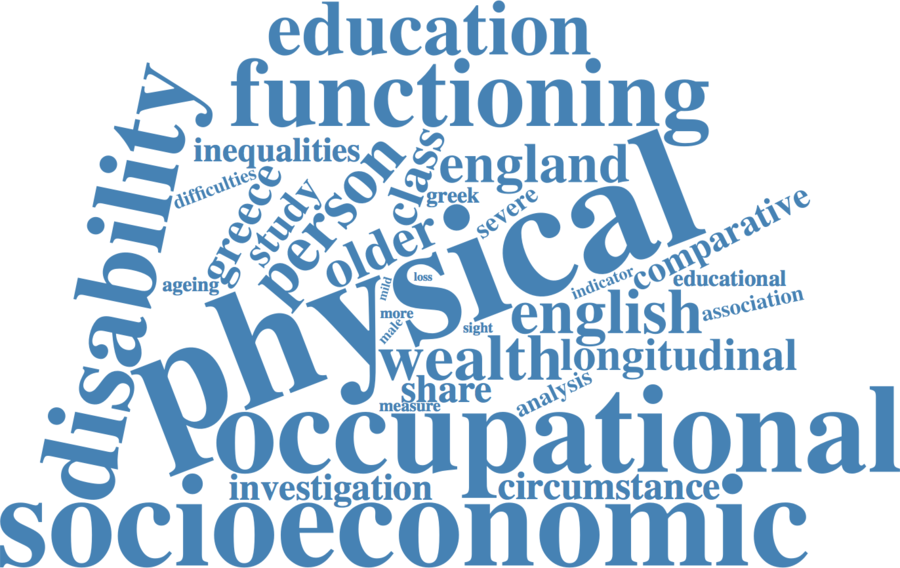 education
functioning
disability
inequalities
difficulties
greece
study
person
class
england
greek
severe
older
physical
comparative
ageing
mild
loss
indicator
educational
more
male
sight
english
association
wealth
longitudinal
share
measure
analysis
occupational
investigation
circumstance
socioeconomic